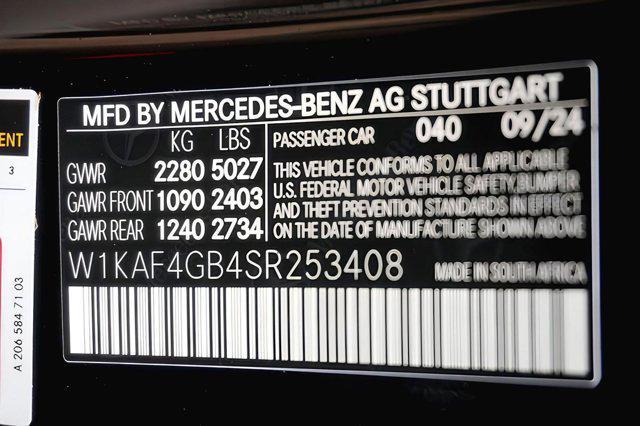 MFD BY MERCEDES-BENZ AG STUTTGART
KG LBS
GVWR 2280 5027
GAWR FRONT 1090 2403
GAWR REAR 1240 2734
PASSENGER CAR 040 09/24
THIS VEHICLE CONFORMS TO ALL APPLICABLE
U.S. FEDERAL MOTOR VEHICLE SAFETY, BUMPER
AND THEFT PREVENTION STANDARDS IN EFFECT
ON THE DATE OF MANUFACTURE SHOWN ABOVE
W1KAF4GB4SR253408
MADE IN SOUTH AFRICA
3
A 206 584 71 03